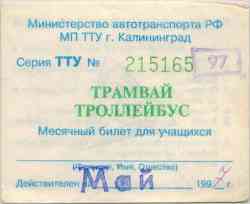 Министерство автотранспорта РФ
МП ТТУ г. Калининград
Серия ТТУ № 215165 97
ТРАМВАЙ
ТРОЛЛЕЙБУС
Месячный билет для учащихся
(Фамилия, Имя, Отчество)
Действителен Май 1997